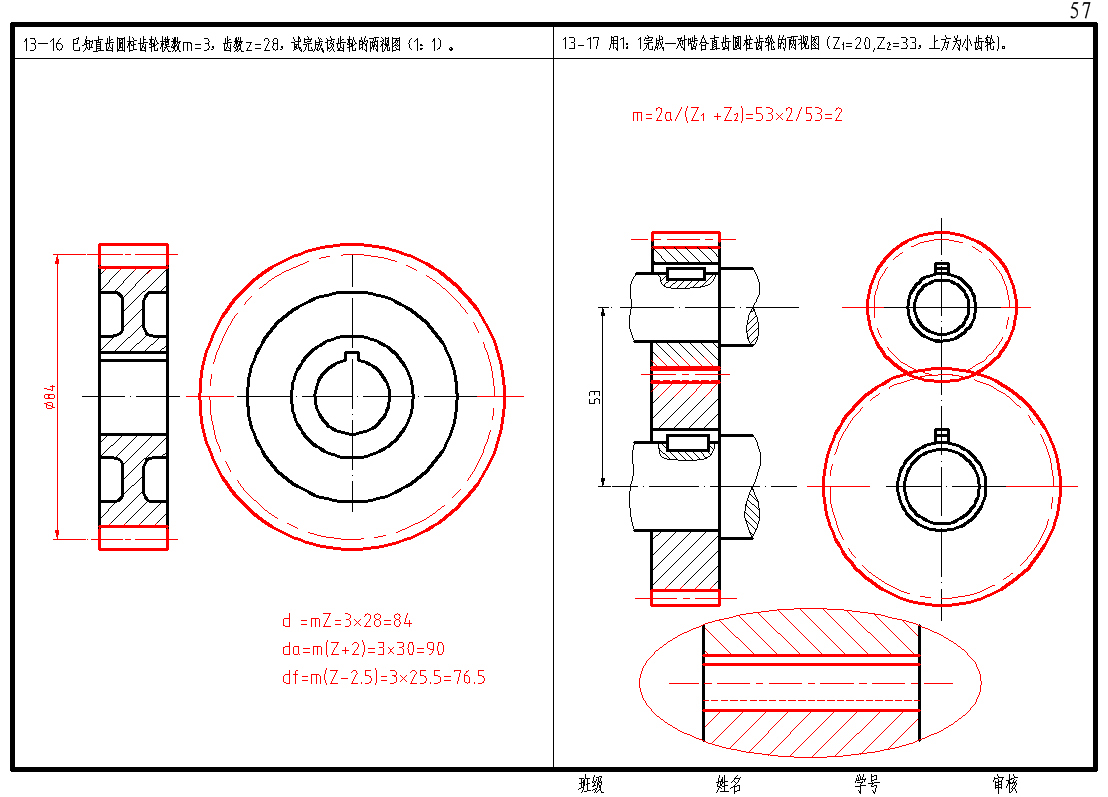 57
13-16 已知直齿圆柱齿轮模数m=3，齿数z=28，试完成该齿轮的两视图（1：1）。
13-17 用1：1完成一对啮合直齿圆柱齿轮的两视图（Z1=20,Z2=33，上方为小齿轮)。
m=2a/(Z1 +Z2)=53×2/53=2
ø84
53
d =mZ=3×28=84
da=m(Z+2)=3×30=90
df=m(Z-2.5)=3×25.5=76.5
班级 姓名 学号 审核